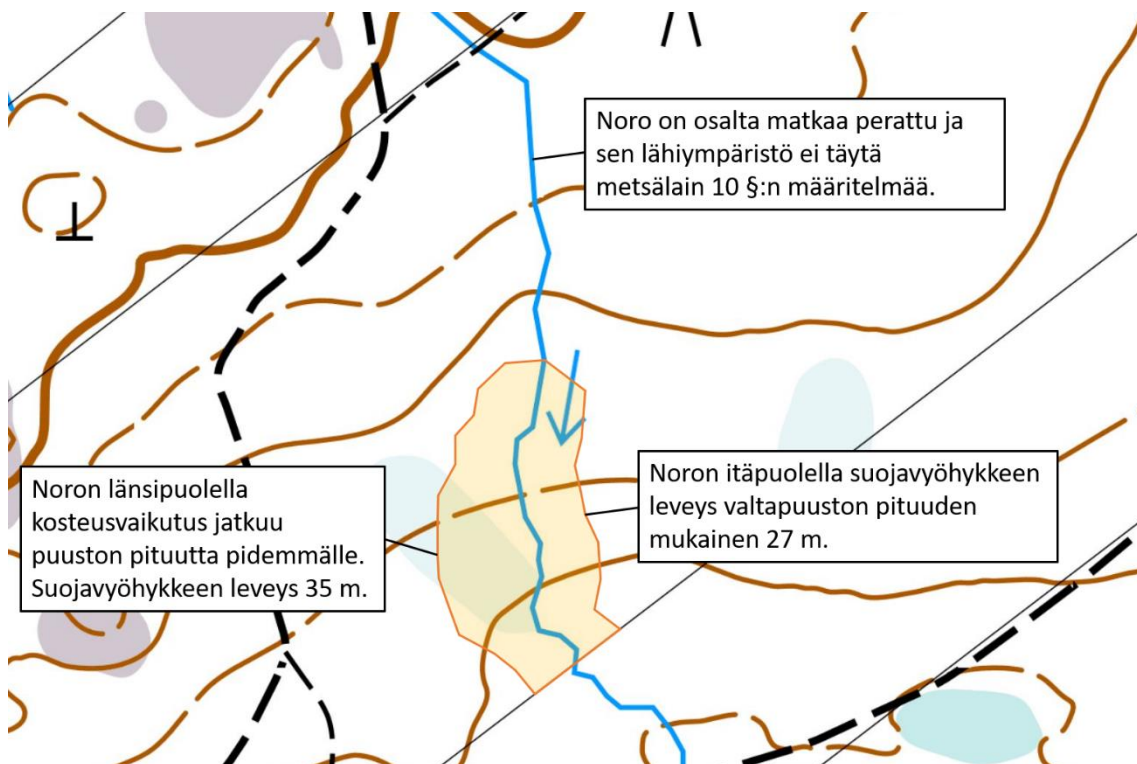 Noro on osalta matkaa perattu ja
sen lähiympäristö ei täytä
metsälain 10 §:n määritelmää.
Noron länsipuolella
kosteusvaikutus jatkuu
puuston pituutta pidemmälle.
Suojavyöhykkeen leveys 35 m.
Noron itäpuolella suojavyöhykkeen
leveys valtapuuston pituuden
mukainen 27 m.